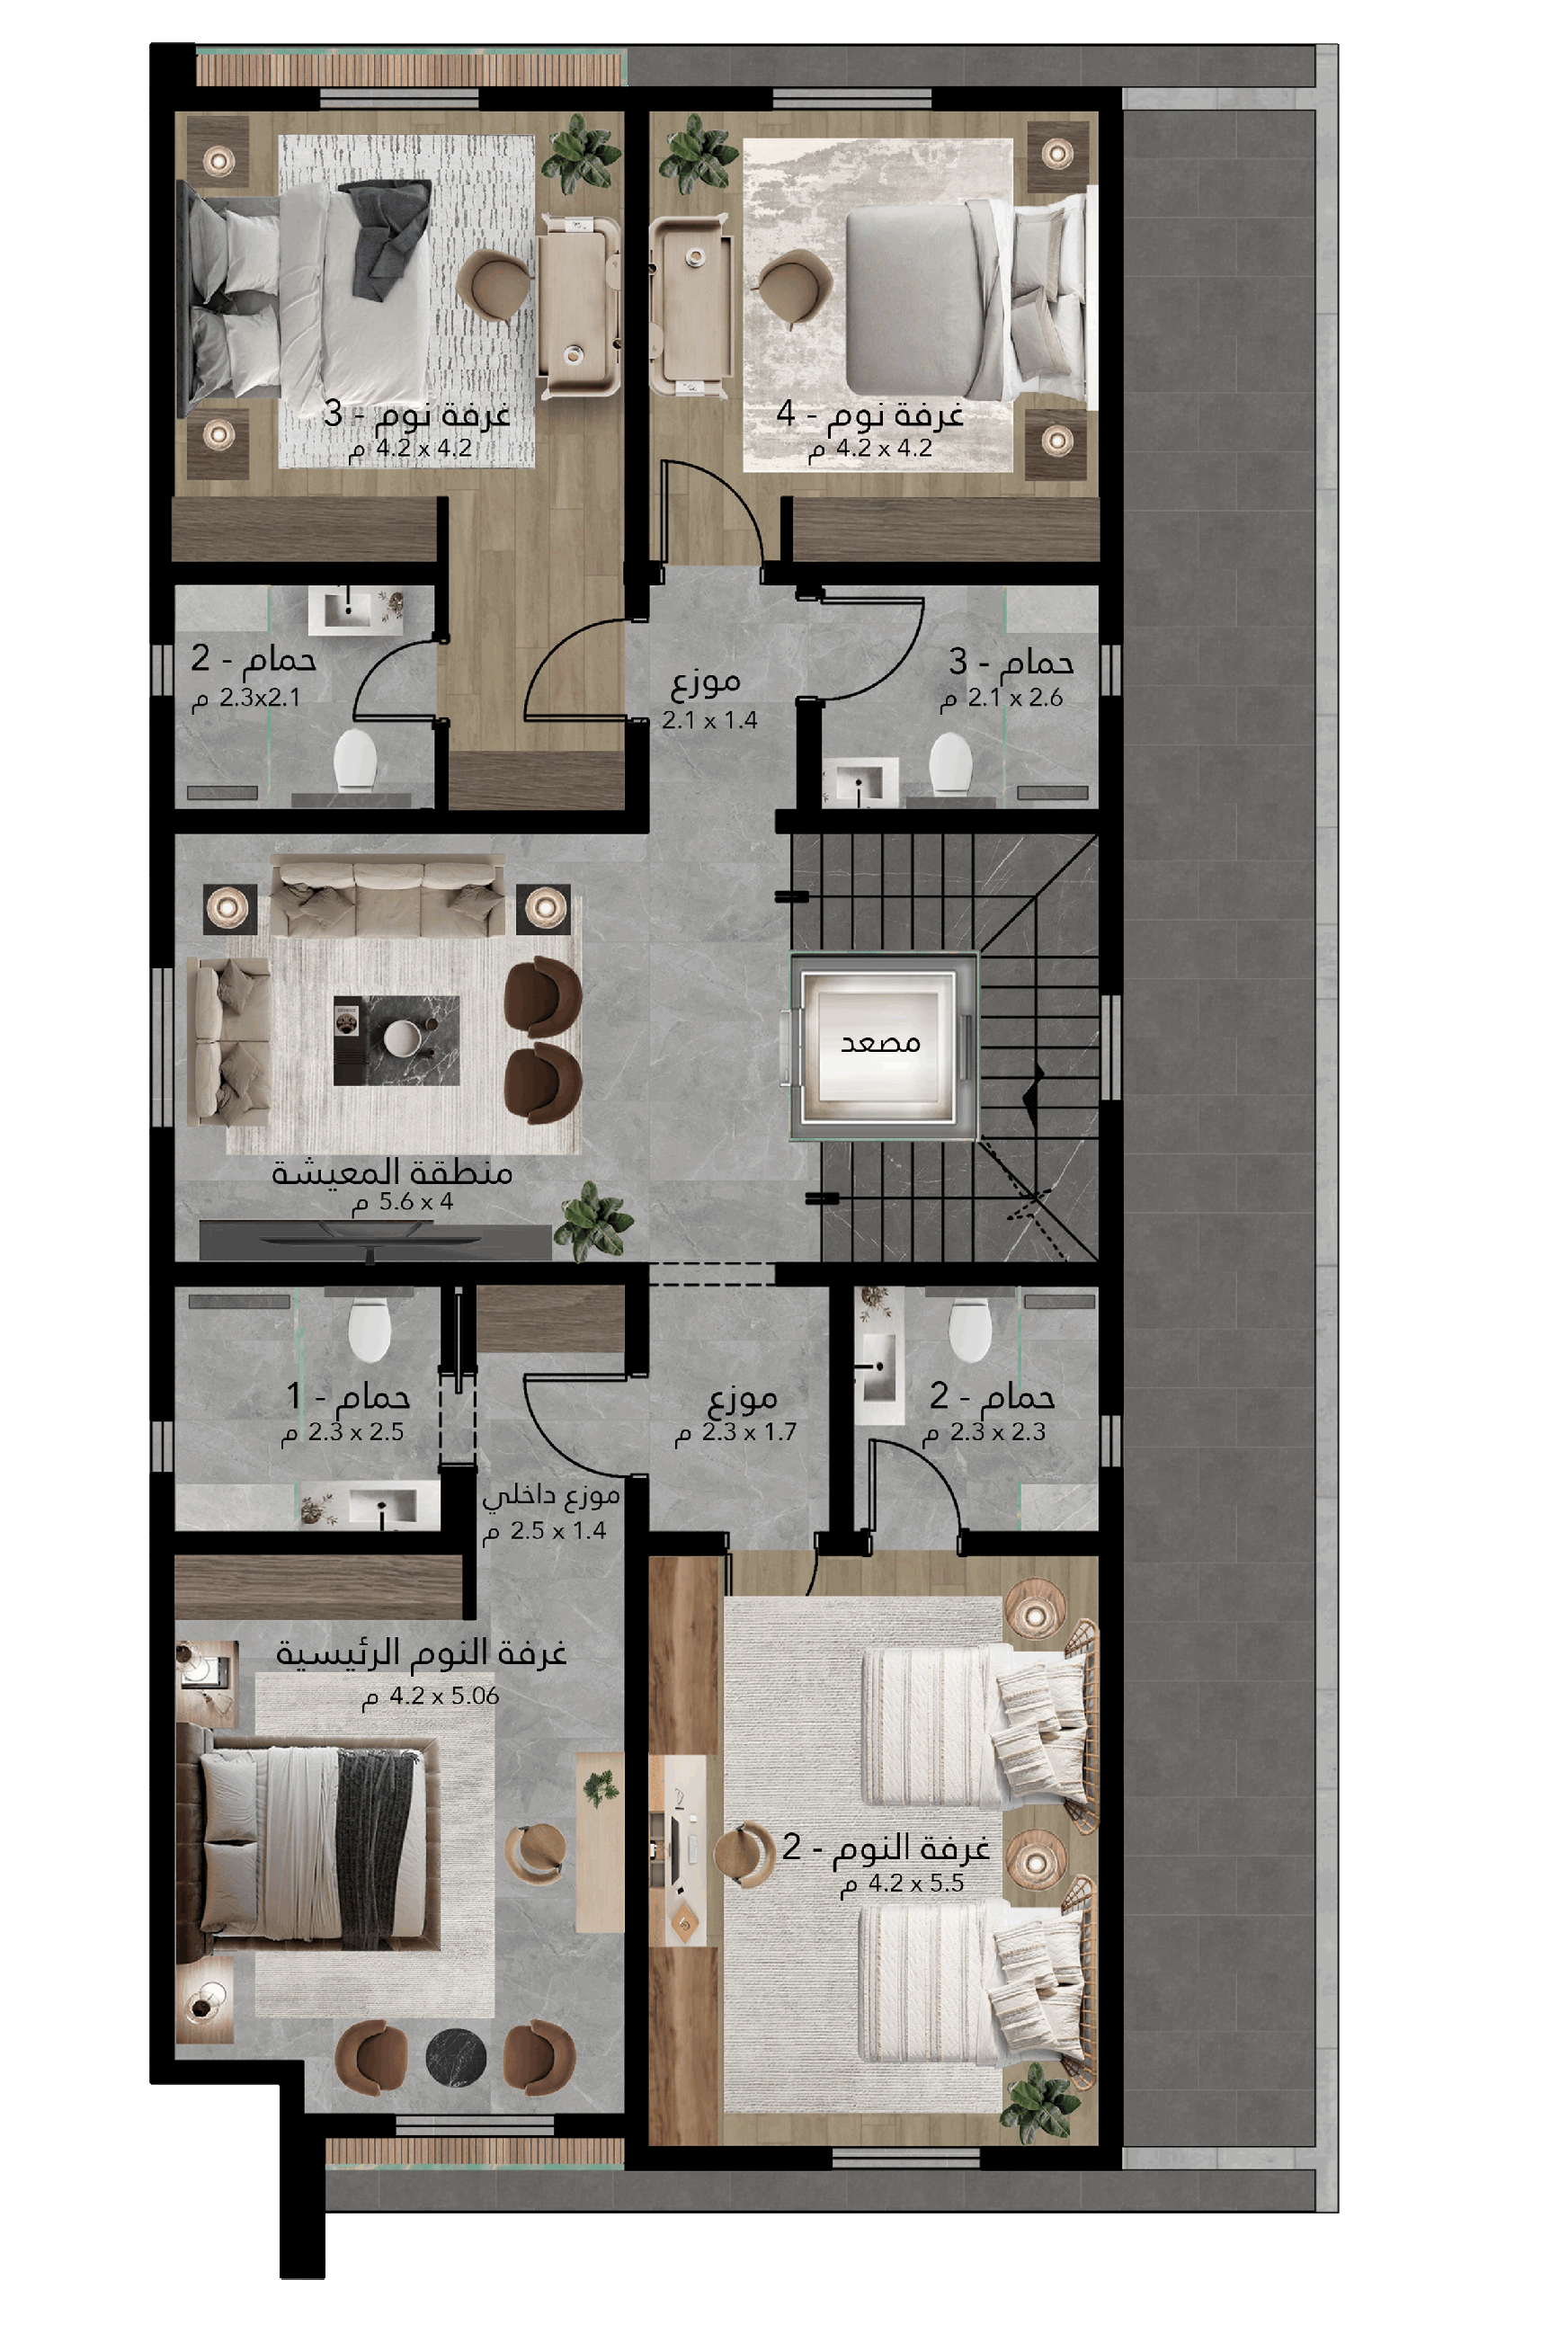 غرفة نوم - 4
4.2 x 4.2 م
غرفة نوم - 3
4.2 x 4.2 م
حمام - 3
2.1 x 2.6 م
موزع
2.1 x 1.4
حمام - 2
2.3x2.1 م
مصعد
منطقة المعيشة
5.6 x 4 م
حمام - 2
2.3 x 2.3 م
موزع
2.3 x 1.7 م
حمام - 1
2.3 x 2.5 م
موزع داخلي
2.5 x 1.4 م
غرفة النوم الرئيسية
4.2 x 5.06 م
غرفة النوم - 2
4.2 x 5.5 م